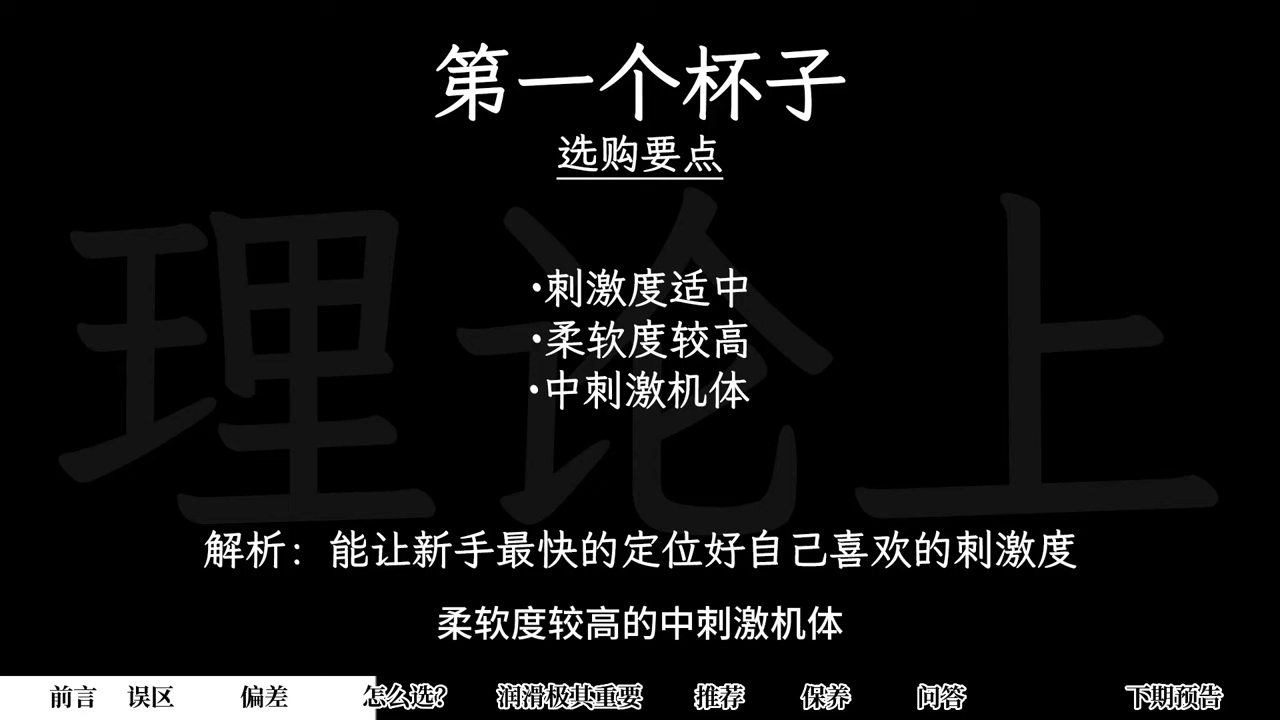 第一个杯子
选购要点
理论上
•刺激度适中
•柔软度较高
•中刺激机体
解析：能让新手最快的定位好自己喜欢的刺激度
柔软度较高的中刺激机体
前言 误区 偏差 怎么选？ 润滑极其重要 推荐 保养 问答 下期预告